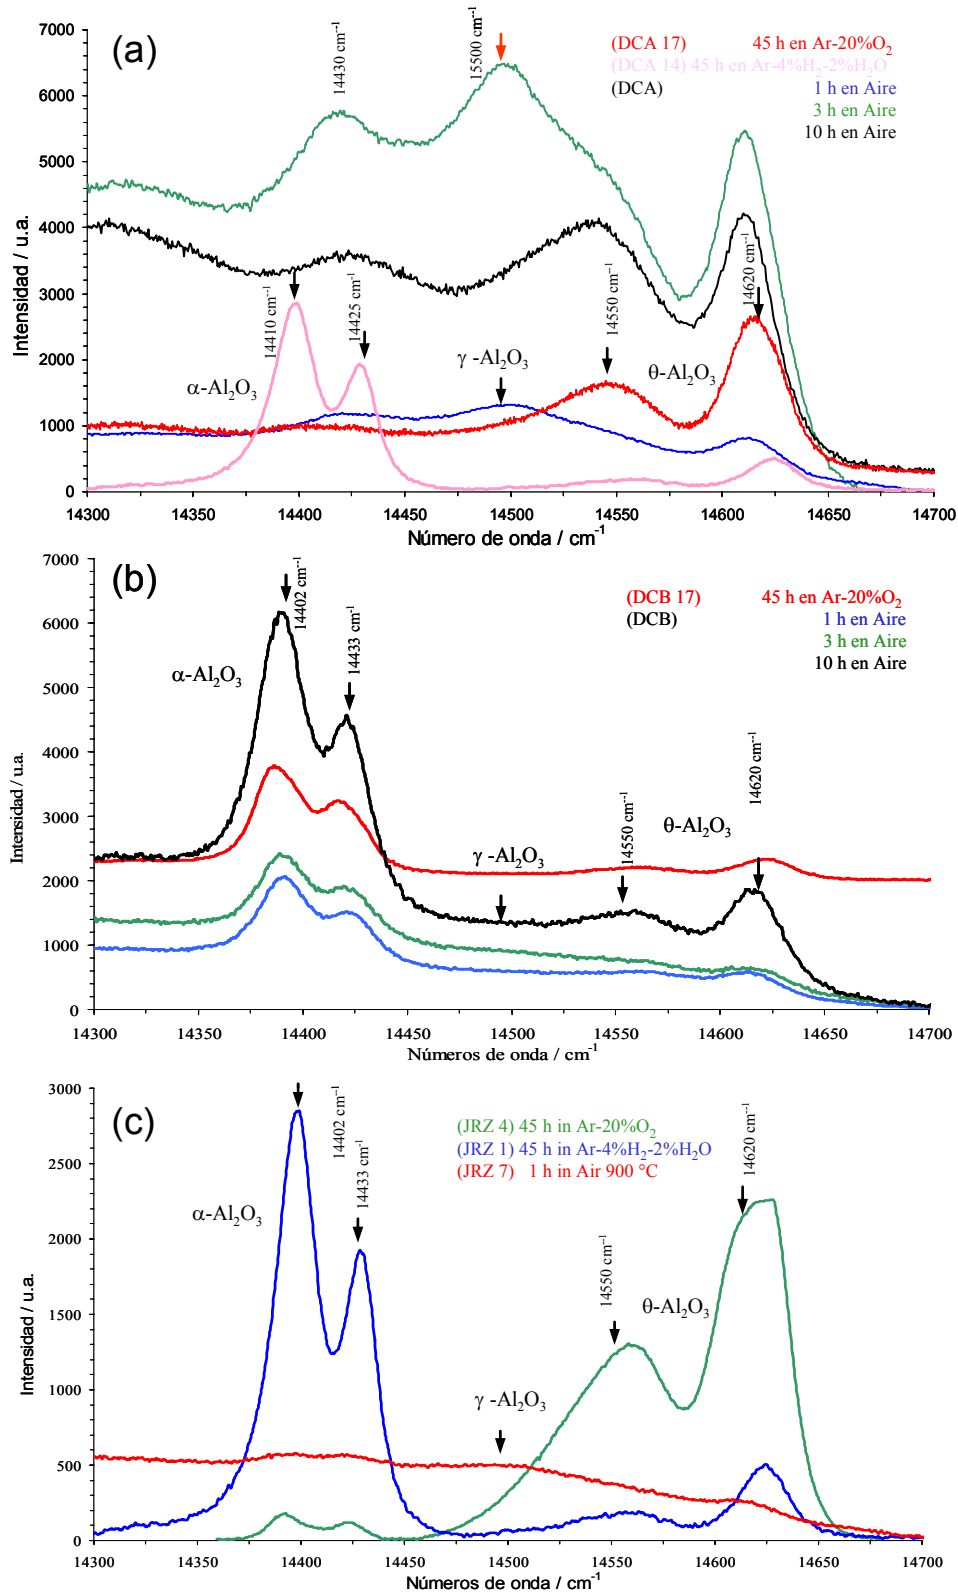 (a)
(DCA 17) 45 h en Ar-20%O₂
(DCA 14) 45 h en Ar-4%H₂-2%H₂O
(DCA) 1 h en Aire
3 h en Aire
10 h en Aire
14430 cm⁻¹
15500 cm⁻¹
14410 cm⁻¹
14425 cm⁻¹
14550 cm⁻¹
14620 cm⁻¹
α-Al₂O₃
γ -Al₂O₃
θ-Al₂O₃
Intensidad / u.a.
7000
6000
5000
4000
3000
2000
1000
0
14300 14350 14400 14450 14500 14550 14600 14650 14700
Número de onda / cm⁻¹
(b)
(DCB 17) 45 h en Ar-20%O₂
(DCB) 1 h en Aire
3 h en Aire
10 h en Aire
14402 cm⁻¹
14433 cm⁻¹
14550 cm⁻¹
14620 cm⁻¹
α-Al₂O₃
γ -Al₂O₃
θ-Al₂O₃
Intensidad / u.a.
7000
6000
5000
4000
3000
2000
1000
0
14300 14350 14400 14450 14500 14550 14600 14650 14700
Números de onda / cm⁻¹
(c)
(JRZ 4) 45 h in Ar-20%O₂
(JRZ 1) 45 h in Ar-4%H₂-2%H₂O
(JRZ 7) 1 h in Air 900 °C
14402 cm⁻¹
14433 cm⁻¹
14550 cm⁻¹
14620 cm⁻¹
α-Al₂O₃
γ -Al₂O₃
θ-Al₂O₃
Intensidad / u.a.
3000
2500
2000
1500
1000
500
0
14300 14350 14400 14450 14500 14550 14600 14650 14700
Números de onda / cm⁻¹